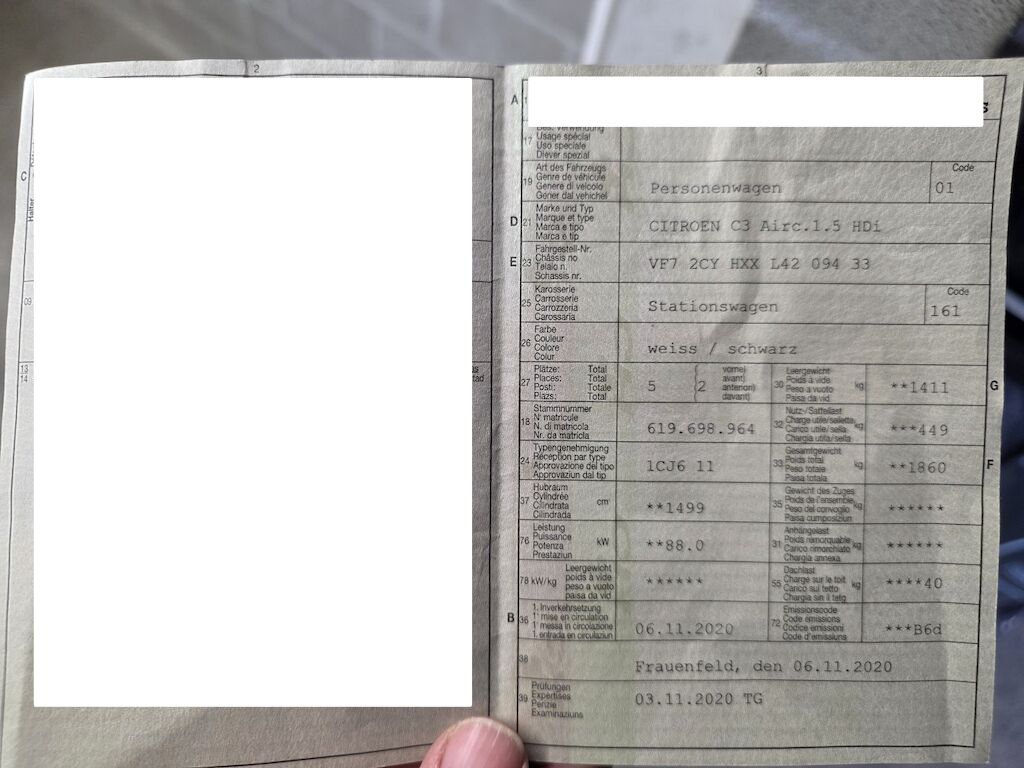 2
3
A
s
17
Usage spécial
Uso speciale
Diever spezial
C
Halter
19
Art des Fahrzeugs
Genre de véhicule
Genere di veicolo
Gener dal vehichel
Personenwagen
Code
01
D
21
Marke und Typ
Marque et type
Marca e tipo
Marca e tip
CITROEN C3 Airc.1.5 HDi
E
23
Fahrgestell-Nr.
Châssis no
Telaio n.
Schassis nr.
VF7 2CY HXX L42 094 33
09
25
Karosserie
Carrosserie
Carrozzeria
Carossaria
Stationswagen
Code
161
26
Farbe
Couleur
Colore
Colur
weiss / schwarz
13
14
27
Plätze: Total
Places: Total
Posti: Totale
Plazs: Total
5
2
vorne)
avant)
anteriori)
davant)
30
Leergewicht
Poids à vide
Peso a vuoto
Paisa da vid
kg
**1411
G
18
Stammnummer
N° matricule
N. di matricola
Nr. da matricla
619.698.964
32
Nutz-/Sattellast
Charge utile/sellette
Carico utile/sella
Chargia utila/sella
kg
***449
24
Typengenehmigung
Réception par type
Approvazione del tipo
Approvaziun dal tip
1CJ6 11
33
Gesamtgewicht
Poids total
Peso totale
Paisa totala
kg
**1860
F
37
Hubraum
Cylindrée
Cilindrata
Cilindrada
cm³
**1499
35
Gewicht des Zuges
Poids de l'ensemble
Peso del convoglio
Paisa cumposiziun
kg
******
76
Leistung
Puissance
Potenza
Prestaziun
kW
**88.0
31
Anhängelast
Poids remorquable
Carico rimorchiato
Chargia annexa
kg
******
78 kW/kg
Leergewicht
poids à vide
peso a vuoto
paisa da vid
******
55
Dachlast
Charge sur le toit
Carico sul tetto
Chargia sin il tetg
kg
****40
B
36
1. Inverkehrsetzung
1ʳᵉ mise en circulation
1ª messa in circolazione
1. entrada en circulaziun
06.11.2020
72
Emissionscode
Code émissions
Codice emissioni
Code d'emissiuns
***B6d
38
Frauenfeld, den 06.11.2020
39
Prüfungen
Expertises
Perizie
Examinaziuns
03.11.2020 TG